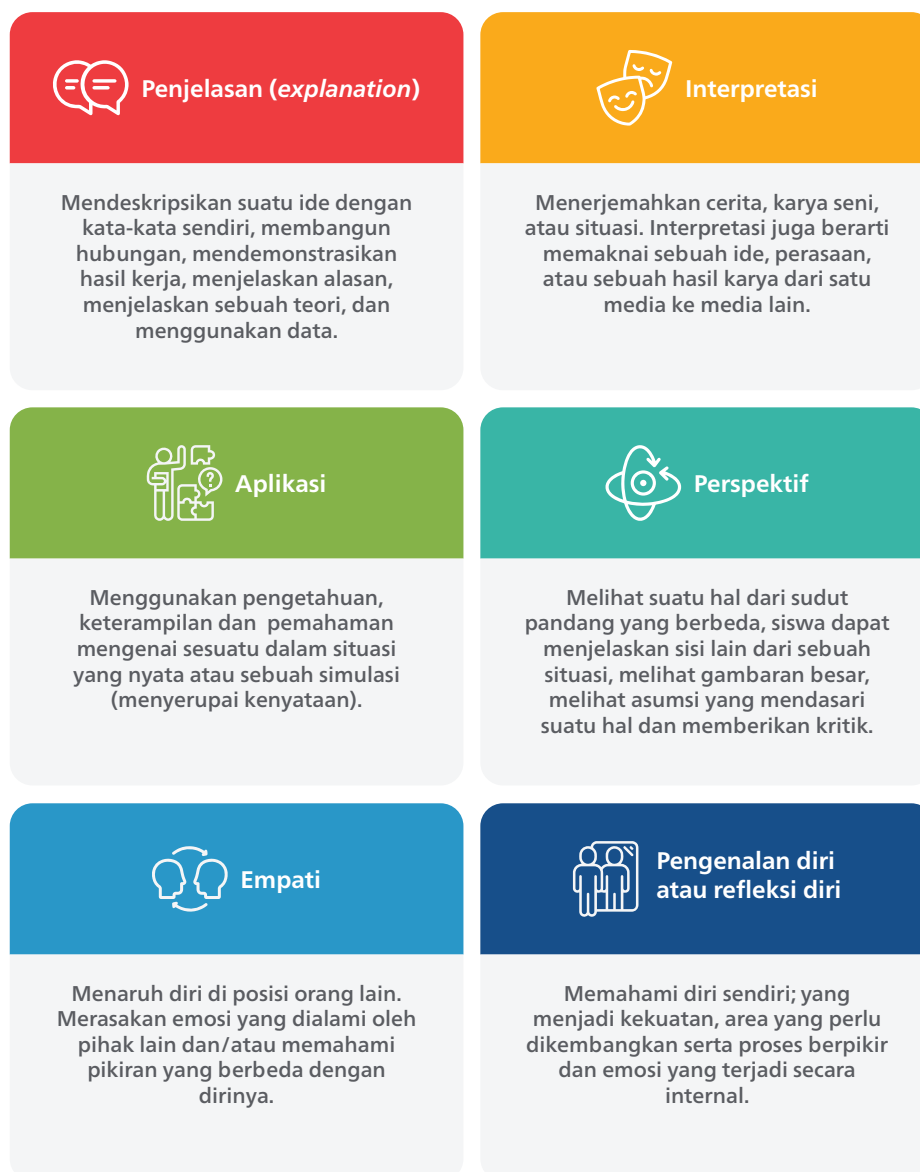 Penjelasan (explanation)
Mendeskripsikan suatu ide dengan
kata-kata sendiri, membangun
hubungan, mendemonstrasikan
hasil kerja, menjelaskan alasan,
menjelaskan sebuah teori, dan
menggunakan data.
Interpretasi
Menerjemahkan cerita, karya seni,
atau situasi. Interpretasi juga berarti
memaknai sebuah ide, perasaan,
atau sebuah hasil karya dari satu
media ke media lain.
Aplikasi
Menggunakan pengetahuan,
keterampilan dan pemahaman
mengenai sesuatu dalam situasi
yang nyata atau sebuah simulasi
(menyerupai kenyataan).
Perspektif
Melihat suatu hal dari sudut
pandang yang berbeda, siswa dapat
menjelaskan sisi lain dari sebuah
situasi, melihat gambaran besar,
melihat asumsi yang mendasari
suatu hal dan memberikan kritik.
Empati
Menaruh diri di posisi orang lain.
Merasakan emosi yang dialami oleh
pihak lain dan/atau memahami
pikiran yang berbeda dengan
dirinya.
Pengenalan diri
atau refleksi diri
Memahami diri sendiri; yang
menjadi kekuatan, area yang perlu
dikembangkan serta proses berpikir
dan emosi yang terjadi secara
internal.